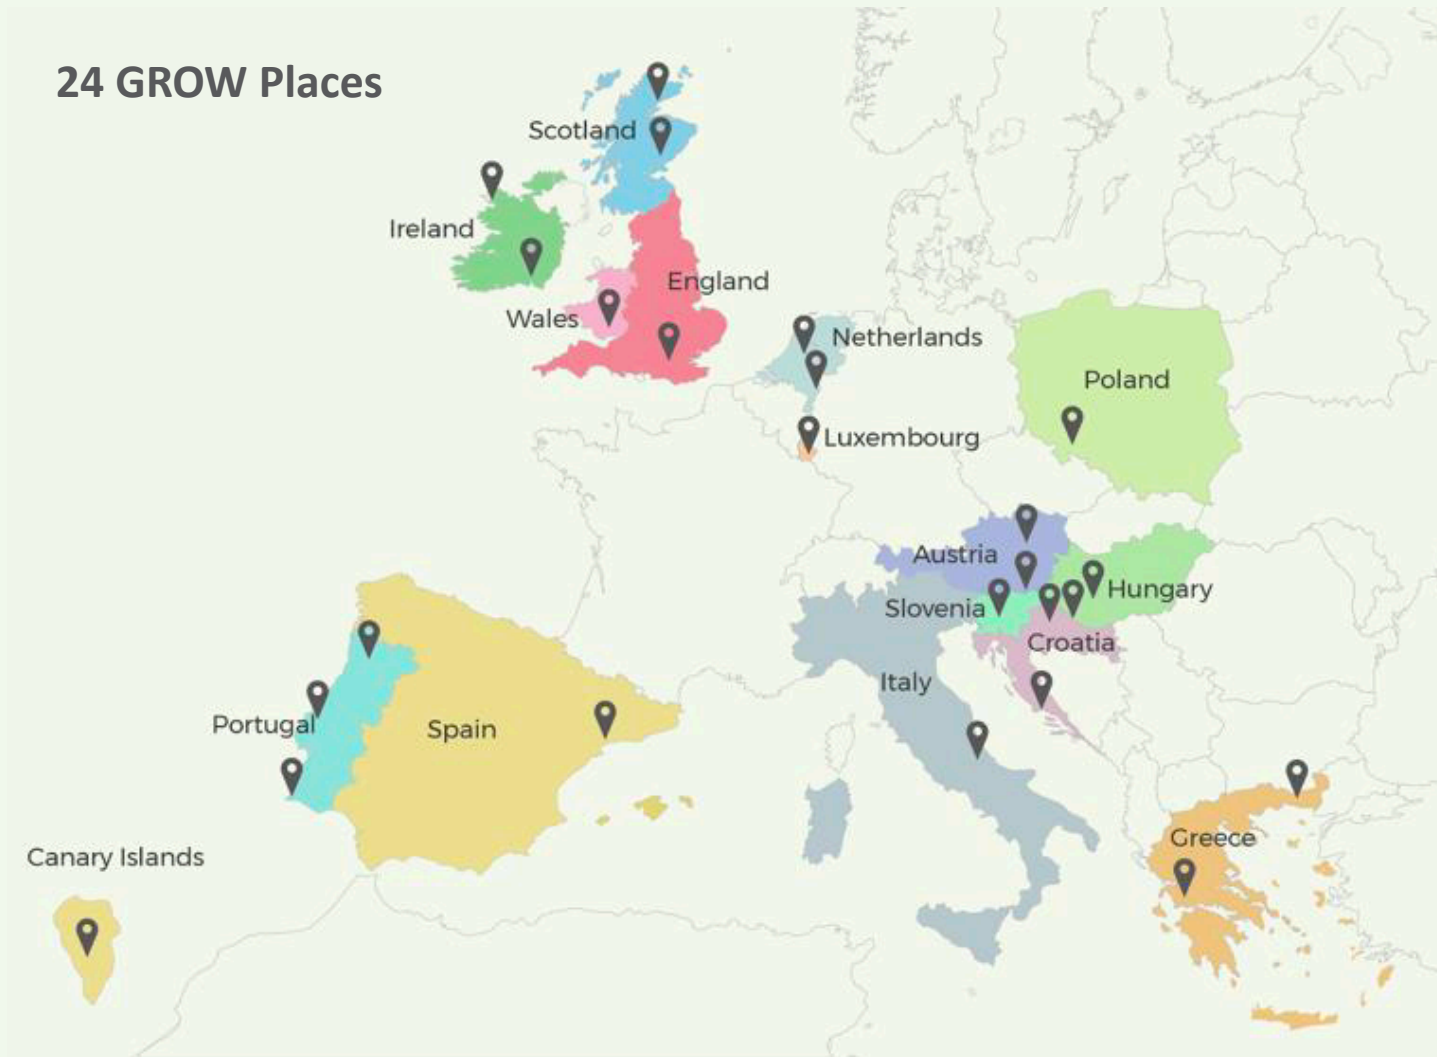 24 GROW Places
Scotland
Ireland
England
Wales
Netherlands
Poland
Luxembourg
Austria
Hungary
Slovenia
Croatia
Italy
Portugal
Spain
Greece
Canary Islands